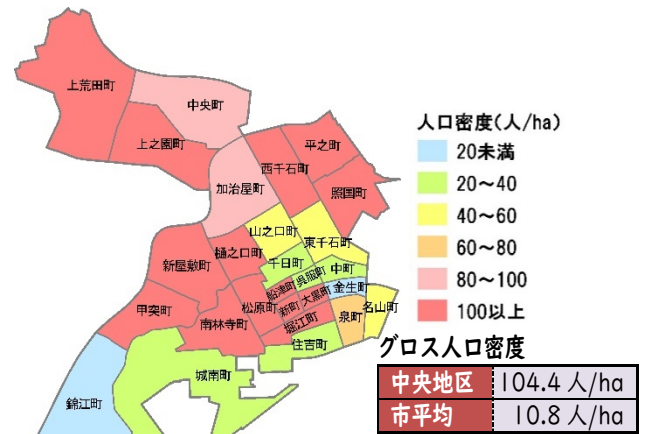 上荒田町
中央町
上之園町
平之町
西千石町
照国町
加治屋町
山之口町
東千石町
樋之口町
千日町
中町
新屋敷町
呉服町
船津町
金生町
大黒町
名山町
甲突町
松原町
新町
泉町
南林寺町
堀江町
住吉町
城南町
錦江町
人口密度(人/ha)
20未満
20～40
40～60
60～80
80～100
100以上
グロス人口密度
中央地区 104.4 人/ha
市平均 10.8 人/ha